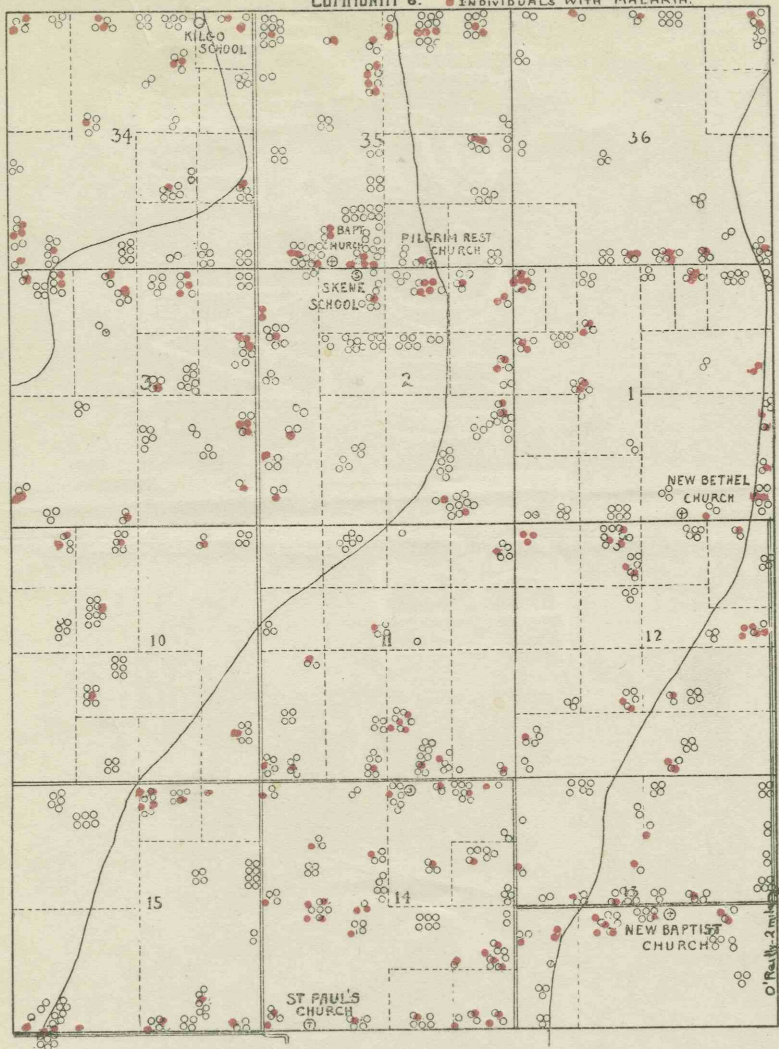 COMMUNITY 6. INDIVIDUALS WITH MALARIA.
KILGO
SCHOOL
34
35
36
BAPT
CHURCH
PILGRIM REST
CHURCH
SKENE
SCHOOL
3
2
1
NEW BETHEL
CHURCH
10
11
12
15
14
13
NEW BAPTIST
CHURCH
ST PAUL'S
CHURCH
O'Reilly-2 miles